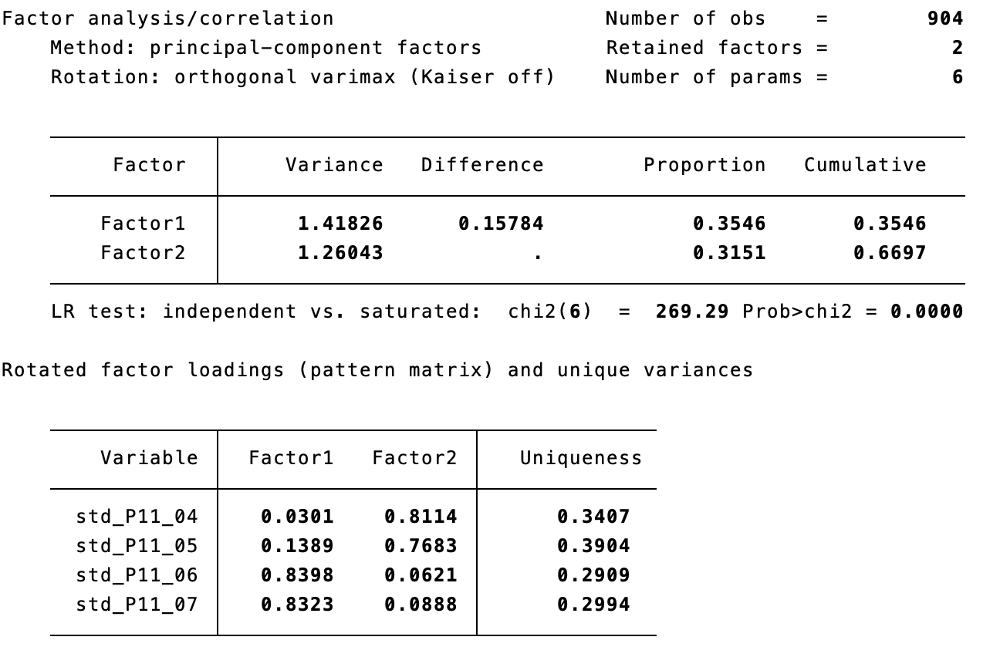 Factor analysis/correlation Number of obs = 904
Method: principal-component factors Retained factors = 2
Rotation: orthogonal varimax (Kaiser off) Number of params = 6
Factor Variance Difference Proportion Cumulative
Factor1 1.41826 0.15784 0.3546 0.3546
Factor2 1.26043 . 0.3151 0.6697
LR test: independent vs. saturated: chi2(6) = 269.29 Prob>chi2 = 0.0000
Rotated factor loadings (pattern matrix) and unique variances
Variable Factor1 Factor2 Uniqueness
std_P11_04 0.0301 0.8114 0.3407
std_P11_05 0.1389 0.7683 0.3904
std_P11_06 0.8398 0.0621 0.2909
std_P11_07 0.8323 0.0888 0.2994